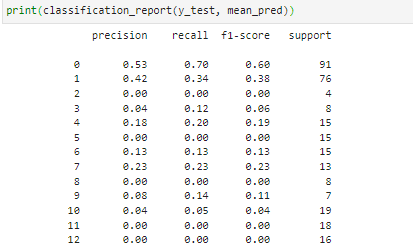 print(classification_report(y_test, mean_pred))
precision recall f1-score support
0 0.53 0.70 0.60 91
1 0.42 0.34 0.38 76
2 0.00 0.00 0.00 4
3 0.04 0.12 0.06 8
4 0.18 0.20 0.19 15
5 0.00 0.00 0.00 15
6 0.13 0.13 0.13 15
7 0.23 0.23 0.23 13
8 0.00 0.00 0.00 8
9 0.08 0.14 0.11 7
10 0.04 0.05 0.04 19
11 0.00 0.00 0.00 18
12 0.00 0.00 0.00 16